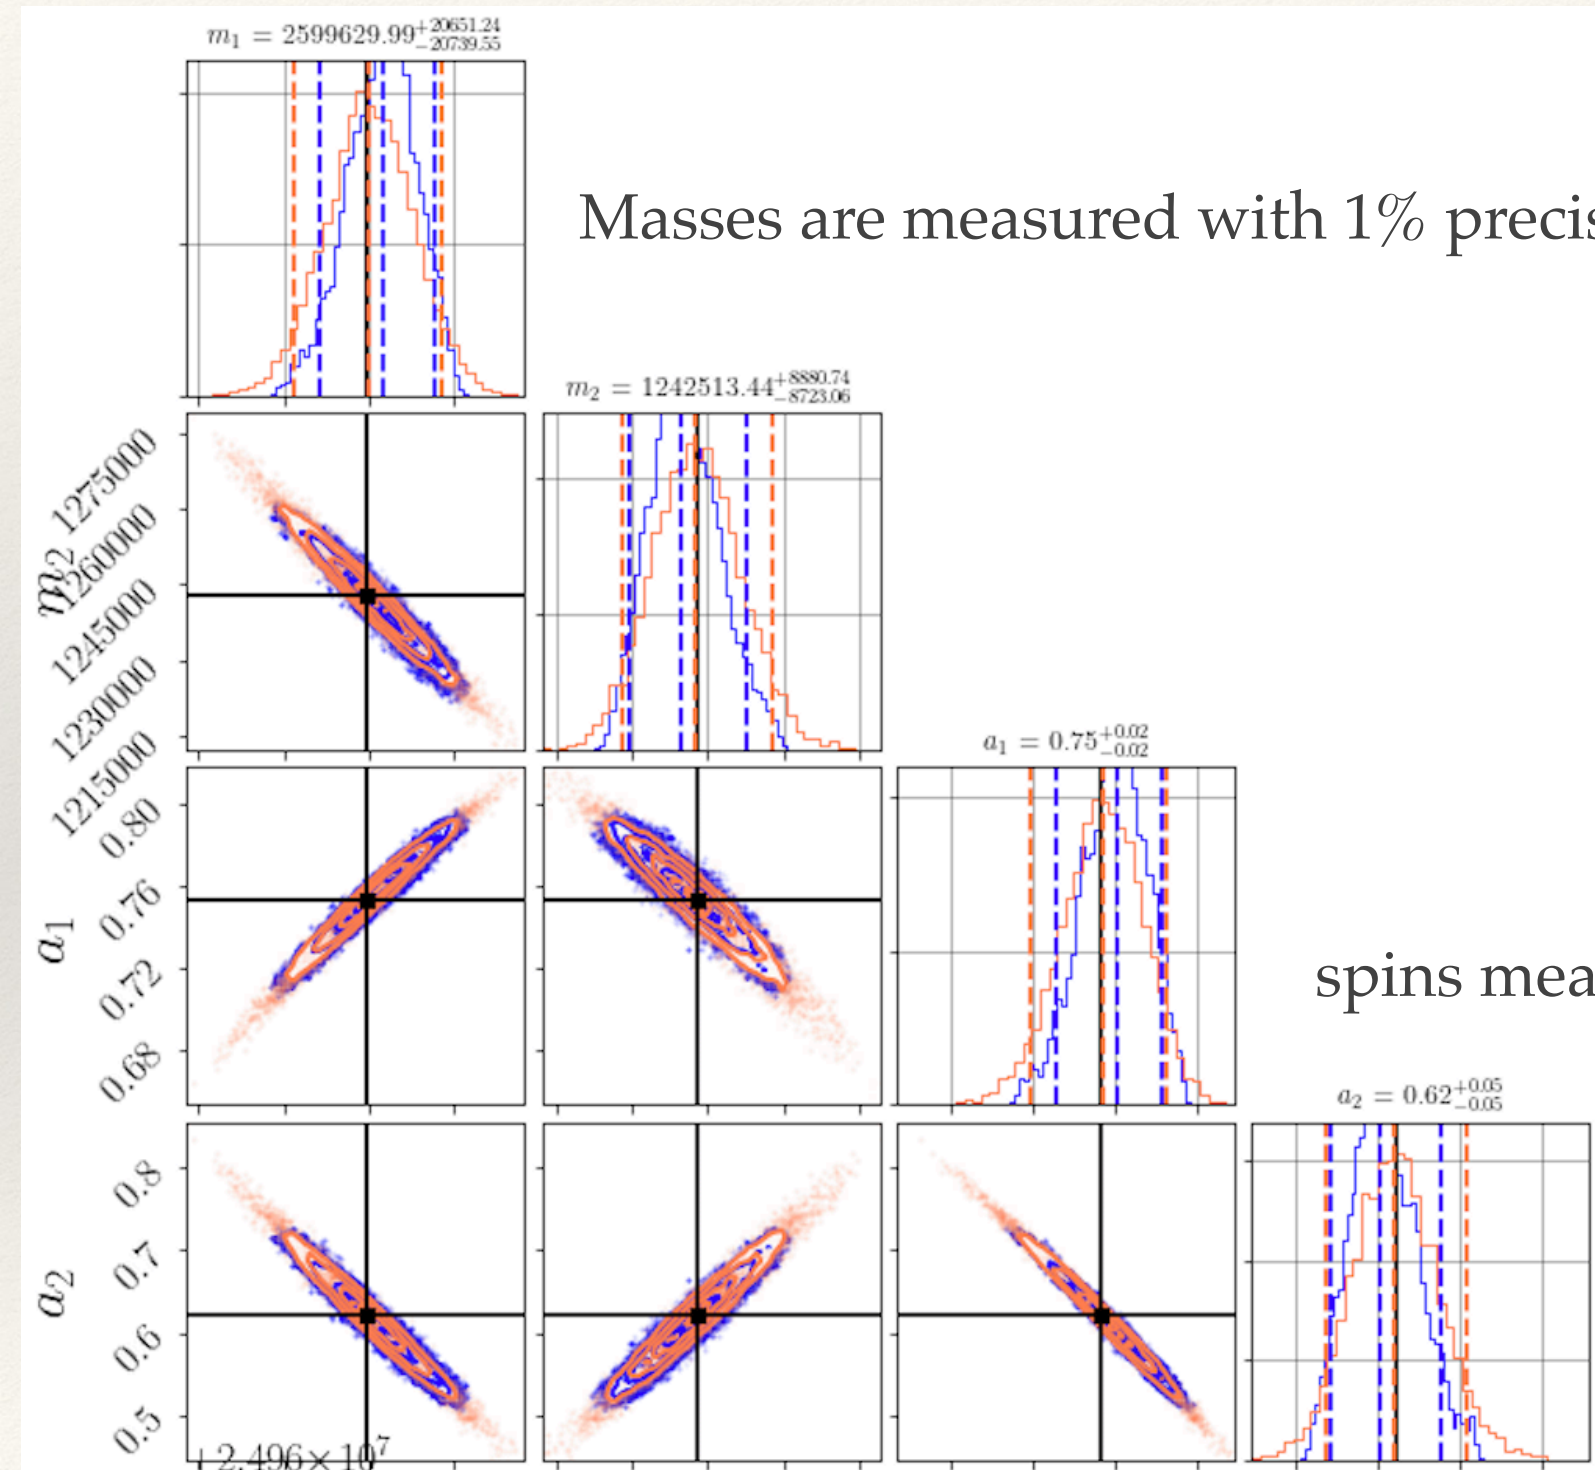 m₁ = 2599629.99+20651.24−20739.55
Masses are measured with 1% precis
m₂ = 1242513.44+8880.74−8723.06
m₂
1275000
1260000
1245000
1230000
1215000
a₁ = 0.75+0.02−0.02
a₁
0.80
0.76
0.72
0.68
spins mea
a₂ = 0.62+0.05−0.05
a₂
0.8
0.7
0.6
0.5
+2.496×10⁷